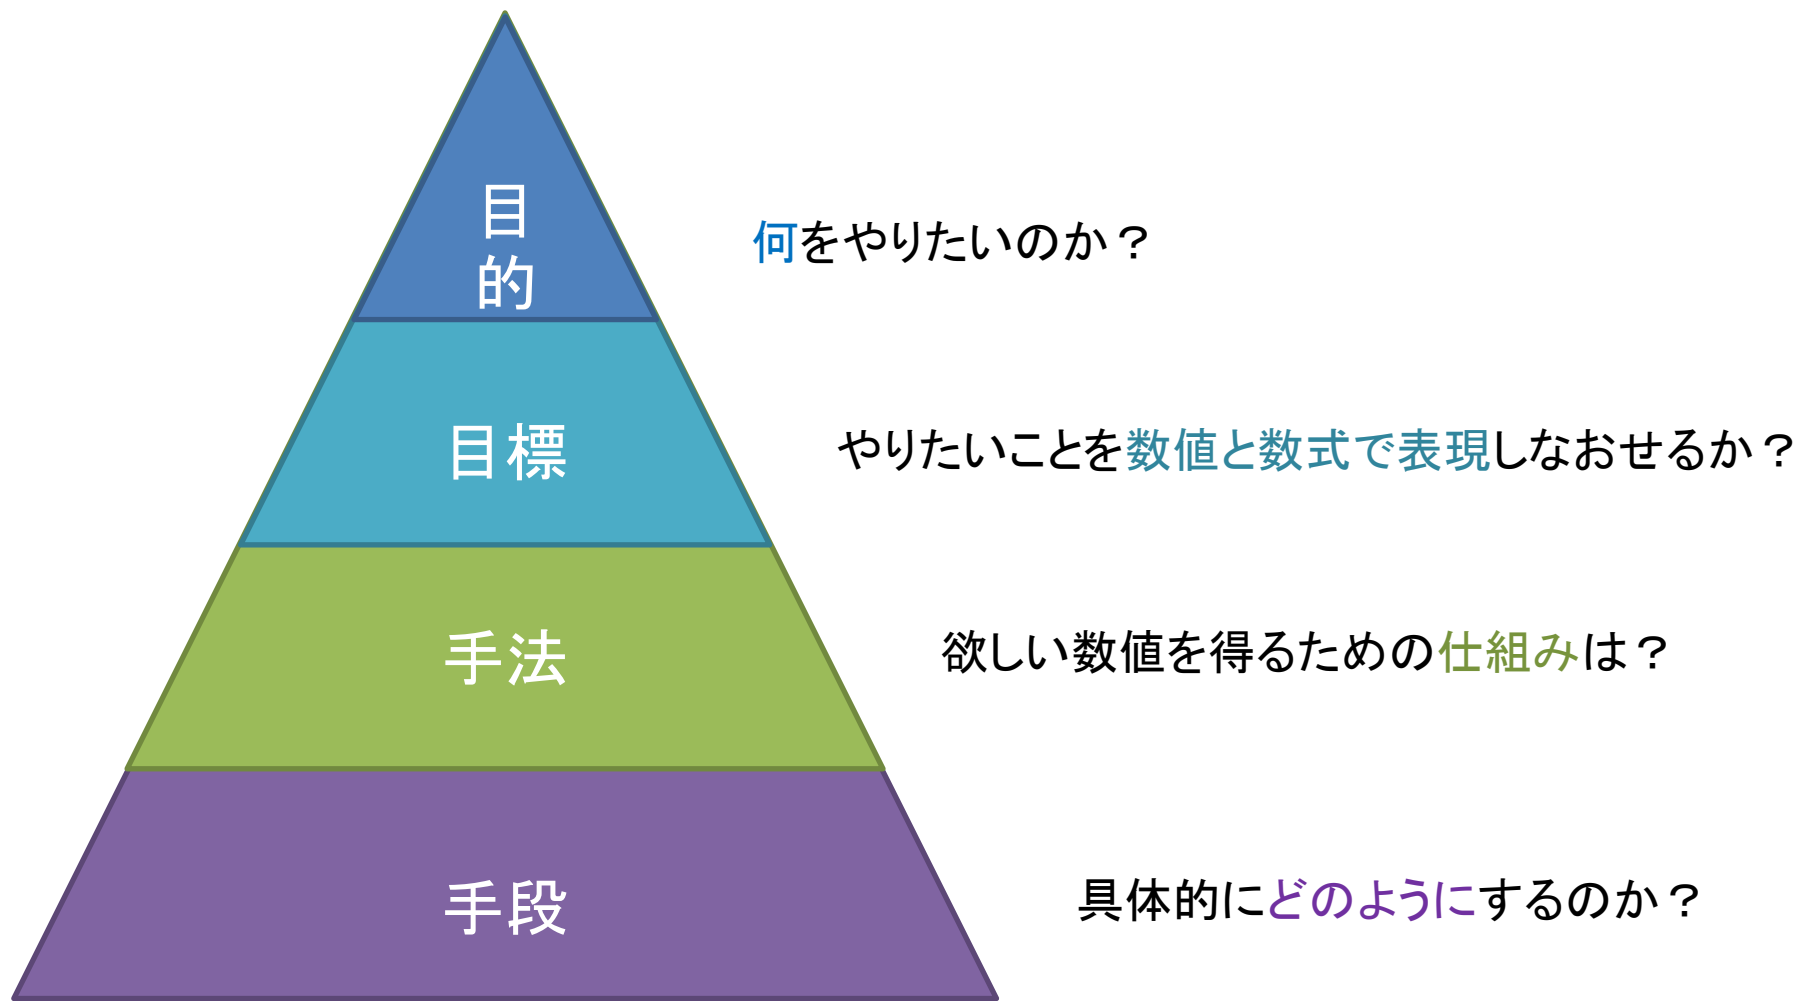 目
的
何をやりたいのか？
目標
やりたいことを数値と数式で表現しなおせるか？
手法
欲しい数値を得るための仕組みは？
手段
具体的にどのようにするのか？